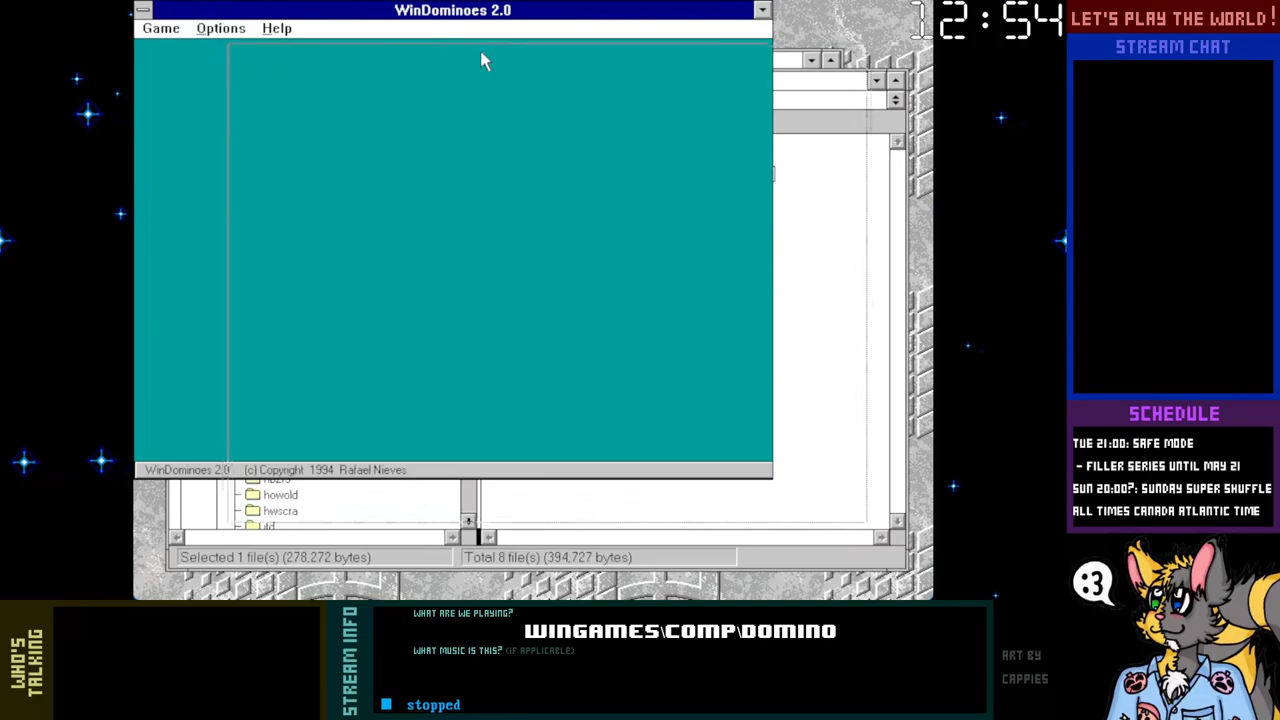 WinDominoes 2.0
Game Options Help
WinDominoes 2.0 (c) Copyright 1994 Rafael Nieves
howold
hwscra
Selected 1 file(s) (278,272 bytes)
Total 8 file(s) (394,727 bytes)
12:54
LET'S PLAY THE WORLD!
STREAM CHAT
SCHEDULE
TUE 21:00: SAFE MODE
- FILLER SERIES UNTIL MAY 21
SUN 20:00?: SUNDAY SUPER SHUFFLE
ALL TIMES CANADA ATLANTIC TIME
:3
WHO'S TALKING
STREAM INFO
WHAT ARE WE PLAYING?
WINGAMES\COMP\DOMINO
WHAT MUSIC IS THIS? (IF APPLICABLE)
stopped
ART BY
CAPPIES